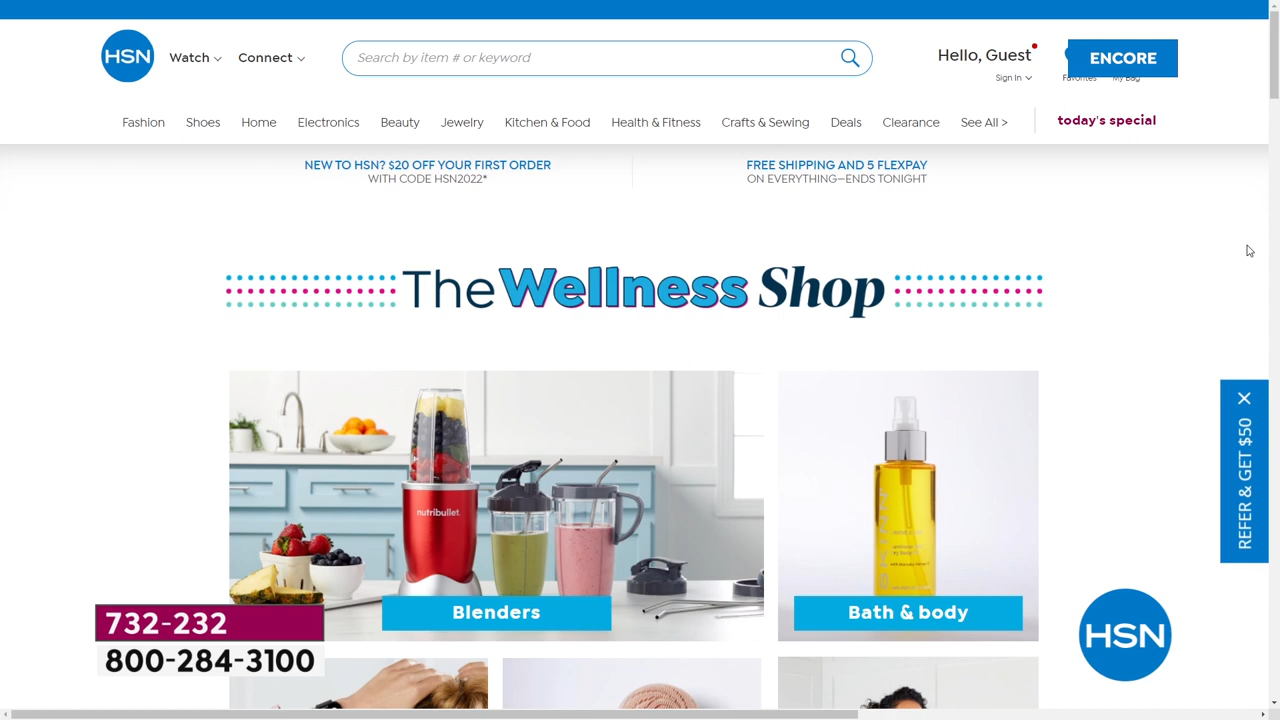 HSN
Watch
Connect
Search by item # or keyword
Hello, Guest
Sign In
Favorites
My Bag
ENCORE
Fashion
Shoes
Home
Electronics
Beauty
Jewelry
Kitchen & Food
Health & Fitness
Crafts & Sewing
Deals
Clearance
See All >
today's special
NEW TO HSN? $20 OFF YOUR FIRST ORDER
WITH CODE HSN2022*
FREE SHIPPING AND 5 FLEXPAY
ON EVERYTHING—ENDS TONIGHT
The Wellness Shop
nutribullet.
Blenders
Bath & body
REFER & GET $50
732-232
800-284-3100
HSN